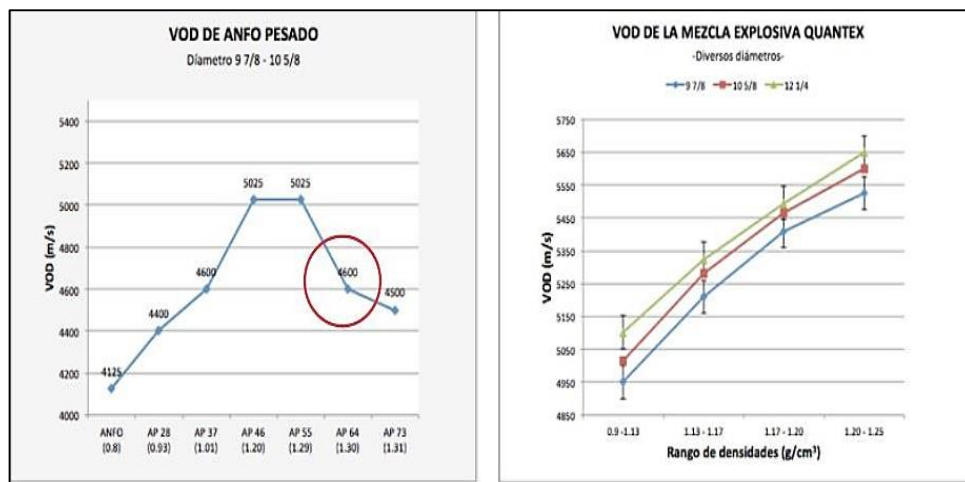 VOD DE ANFO PESADO
Díametro 9 7/8 - 10 5/8
VOD (m/s)
5400
5200
5000
4800
4600
4400
4200
4000
4125
4400
4600
5025
5025
4600
4500
ANFO (0.8)
AP 28 (0.93)
AP 37 (1.01)
AP 46 (1.20)
AP 55 (1.29)
AP 64 (1.30)
AP 73 (1.31)
VOD DE LA MEZCLA EXPLOSIVA QUANTEX
-Diversos diámetros-
9 7/8 10 5/8 12 1/4
VOD (m/s)
5750
5650
5550
5450
5350
5250
5150
5050
4950
4850
0.9 -1.13 1.13 - 1.17 1.17 - 1.20 1.20 - 1.25
Rango de densidades (g/cm³)